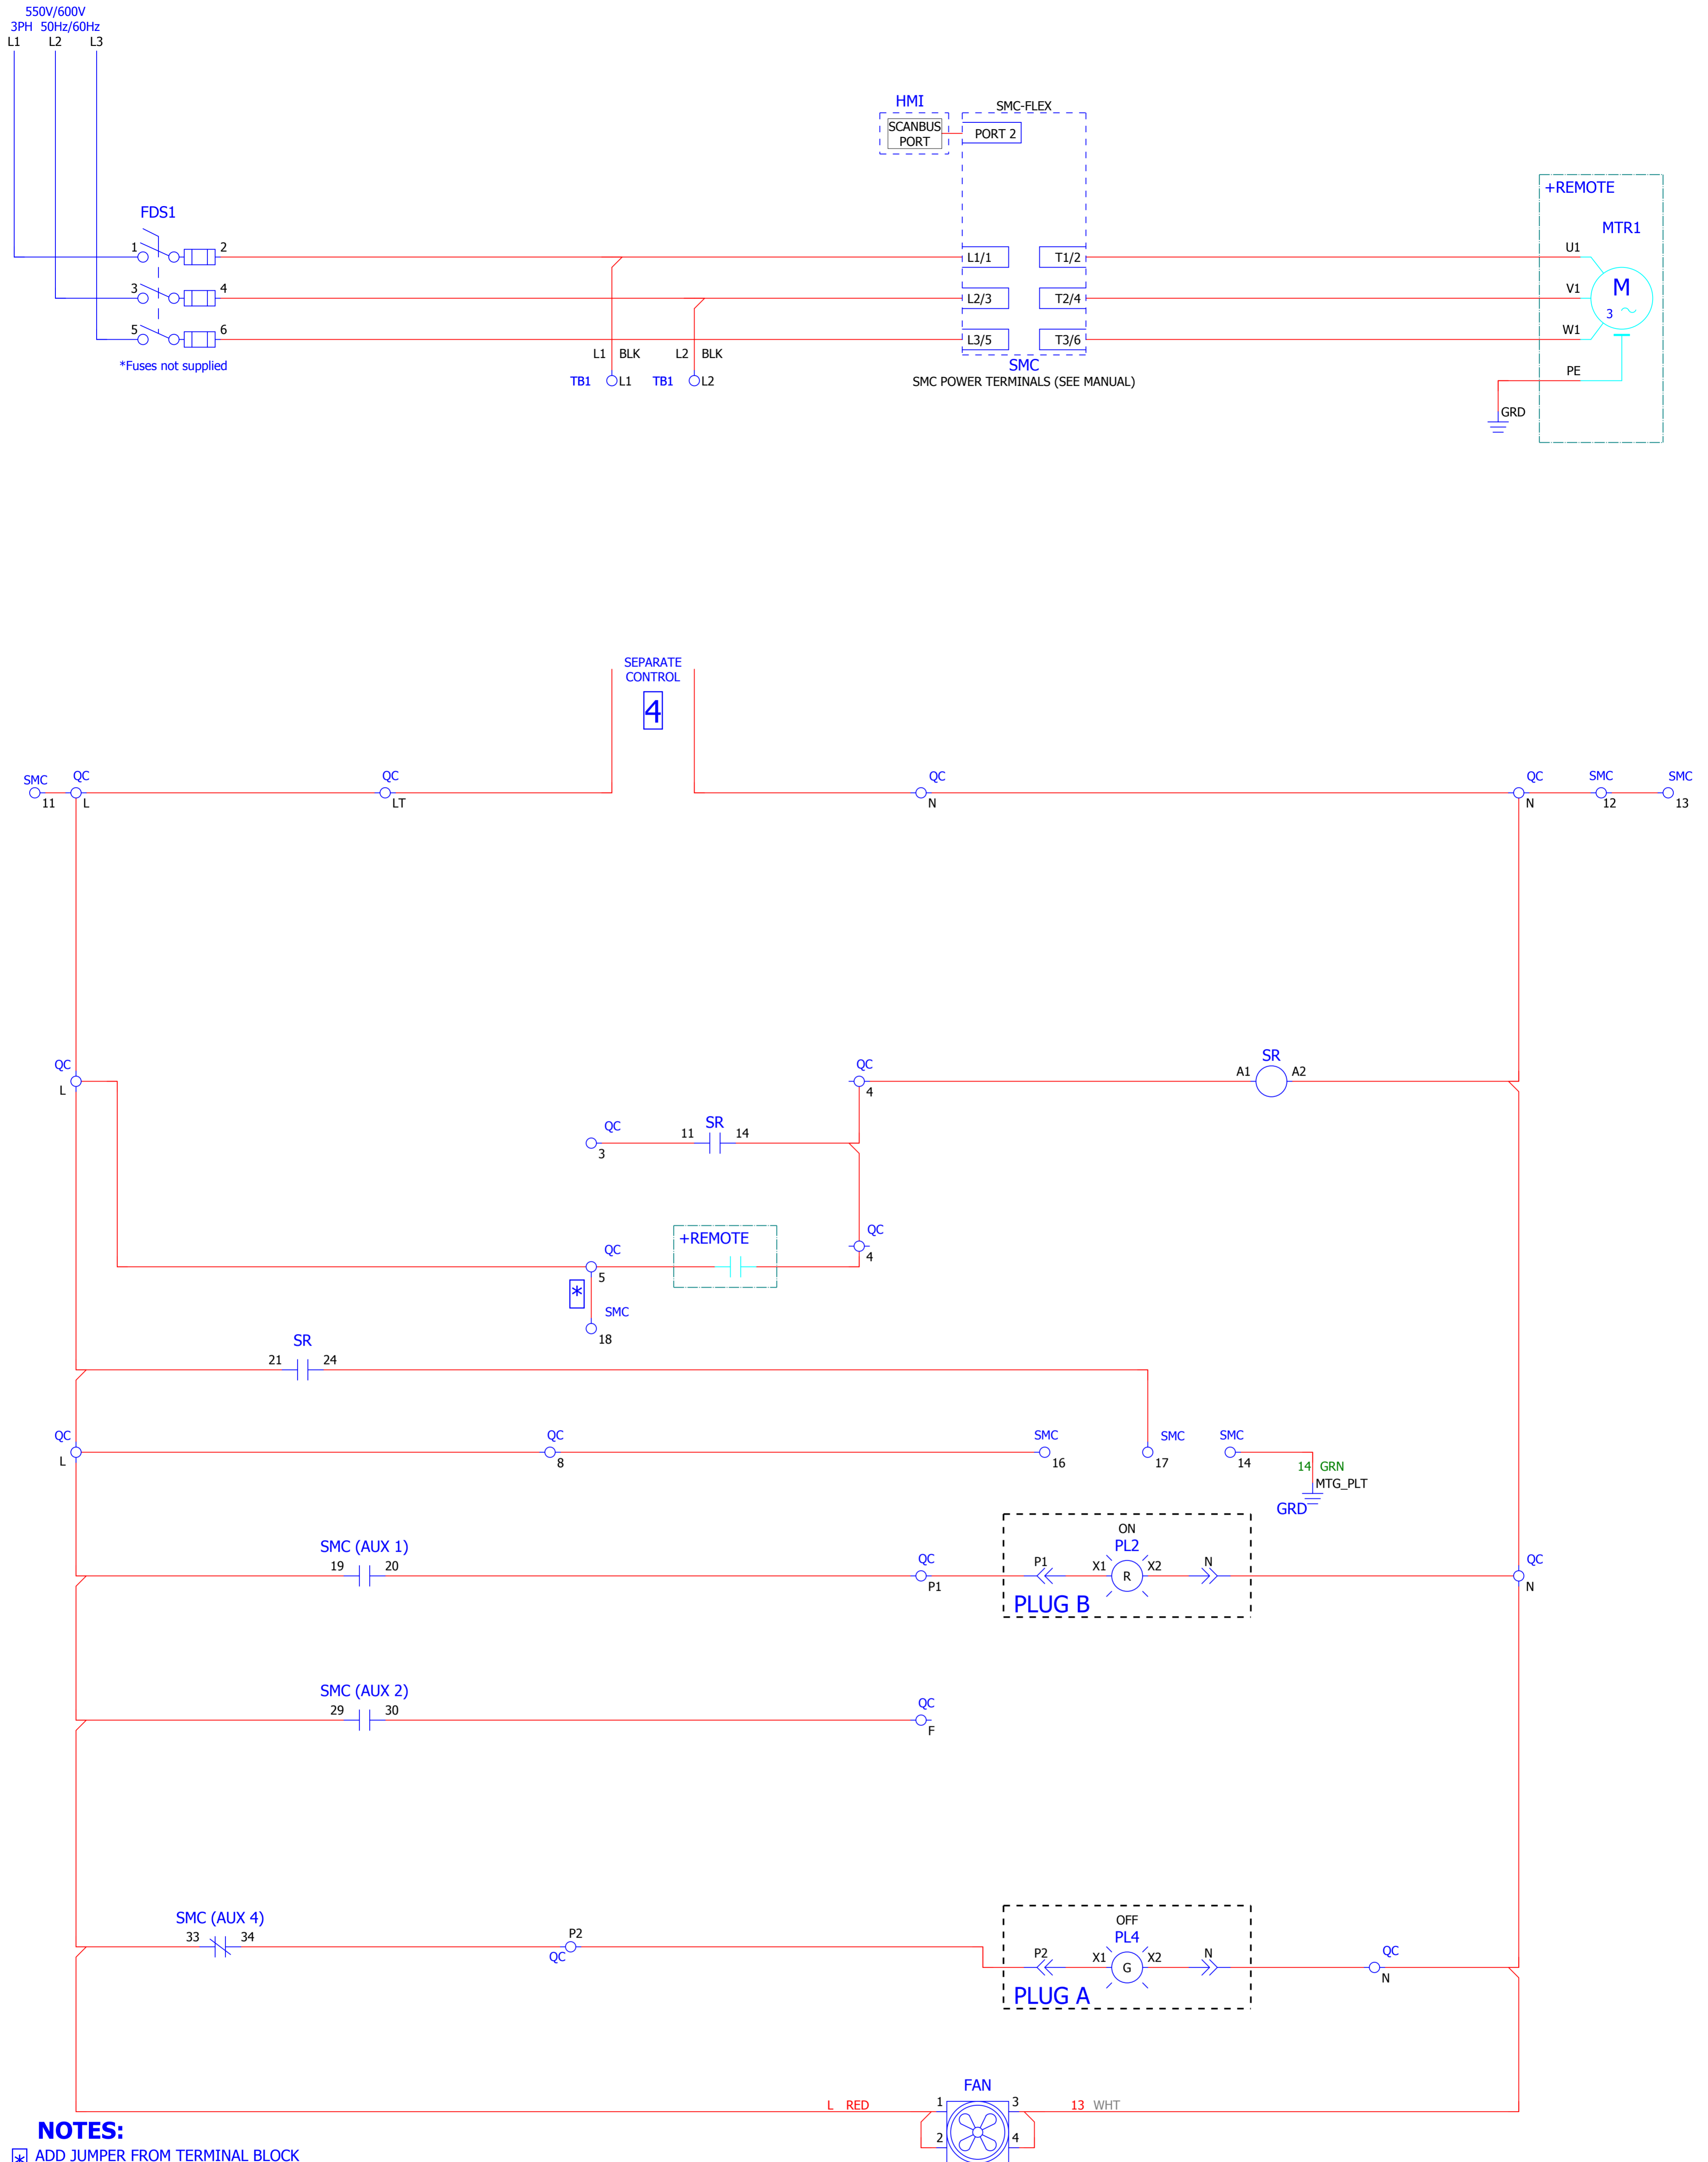 550V/600V
3PH 50Hz/60Hz
L1 L2 L3
HMI
SCANBUS
PORT
SMC-FLEX
PORT 2
+REMOTE
MTR1
FDS1
1 2
3 4
5 6
*Fuses not supplied
L1/1 T1/2
L2/3 T2/4
L3/5 T3/6
U1
V1
W1
M
3
PE
GRD
L1 BLK L2 BLK
TB1 L1 TB1 L2
SMC
SMC POWER TERMINALS (SEE MANUAL)
SEPARATE
CONTROL
4
SMC QC QC QC QC SMC SMC
11 L LT N N 12 13
QC QC SR
L 4 A1 A2
QC SR
3 11 14
+REMOTE QC
4
QC
5
*
SMC
18
SR
21 24
QC QC SMC SMC SMC
L 8 16 17 14
14 GRN
MTG_PLT
GRD
SMC (AUX 1)
19 20
QC
P1
ON
PL2
P1 X1 R X2 N
PLUG B
QC
N
SMC (AUX 2)
29 30
QC
F
SMC (AUX 4)
33 34
P2
QC
OFF
PL4
P2 X1 G X2 N
PLUG A
QC
N
FAN
L RED 1 3 13 WHT
2 4
NOTES:
* ADD JUMPER FROM TERMINAL BLOCK